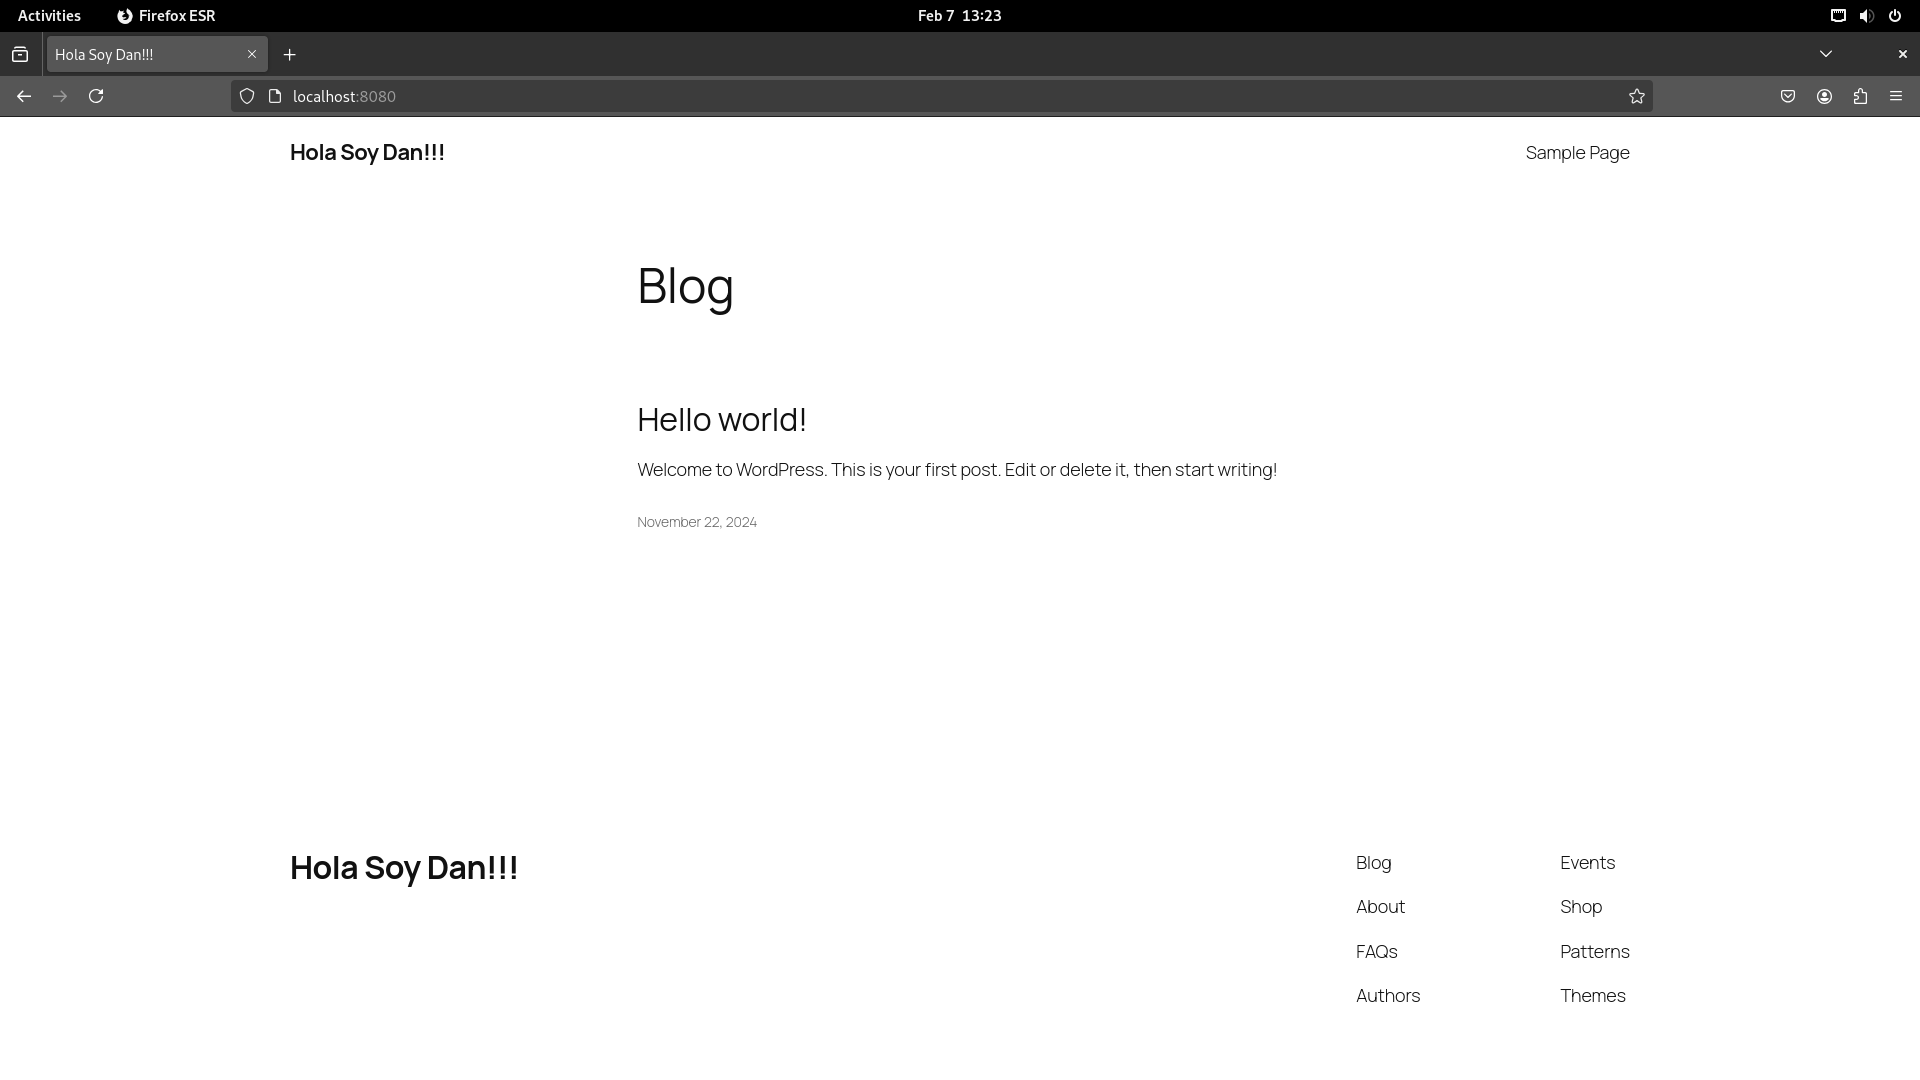 Activities Firefox ESR Feb 7 13:23
Hola Soy Dan!!!
localhost:8080
Hola Soy Dan!!! Sample Page
Blog
Hello world!
Welcome to WordPress. This is your first post. Edit or delete it, then start writing!
November 22, 2024
Hola Soy Dan!!!
Blog Events
About Shop
FAQs Patterns
Authors Themes